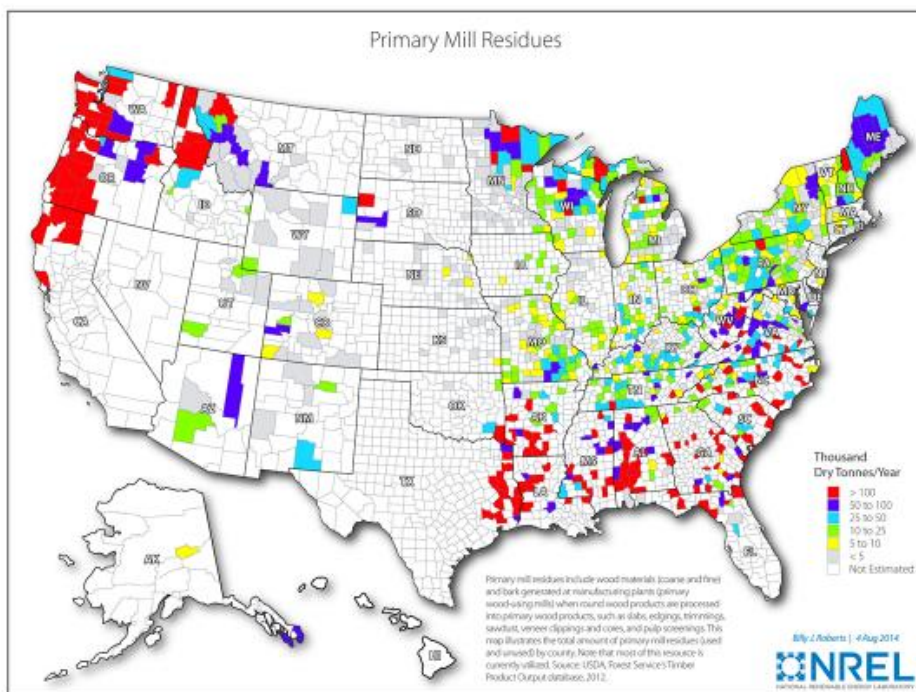 Primary Mill Residues
WA
MT
ND
OR
ID
SD
WY
MN
WI
MI
ME
VT
NH
NY
MA
CT
RI
NV
UT
CA
CO
NE
IA
KS
MO
IL
IN
OH
PA
NJ
MD
DE
WV
VA
KY
TN
NC
SC
AZ
NM
OK
AR
TX
LA
MS
AL
GA
FL
AK
HI
Thousand
Dry Tonnes/Year
> 100
50 to 100
25 to 50
10 to 25
5 to 10
< 5
Not Estimated
Primary mill residues include wood materials (coarse and fine)
and bark generated at manufacturing plants (primary
wood-using mills) when round wood products are processed
into primary wood products, such as slabs, edgings, trimmings,
sawdust, veneer clippings and cores, and pulp screenings. This
map illustrates the total amount of primary mill residues (used
and unused) by county. Note that most of this resource is
currently utilized. Source: USDA, Forest Service's Timber
Product Output database, 2012.
Billy J. Roberts | 4 Aug 2014
NREL
NATIONAL RENEWABLE ENERGY LABORATORY